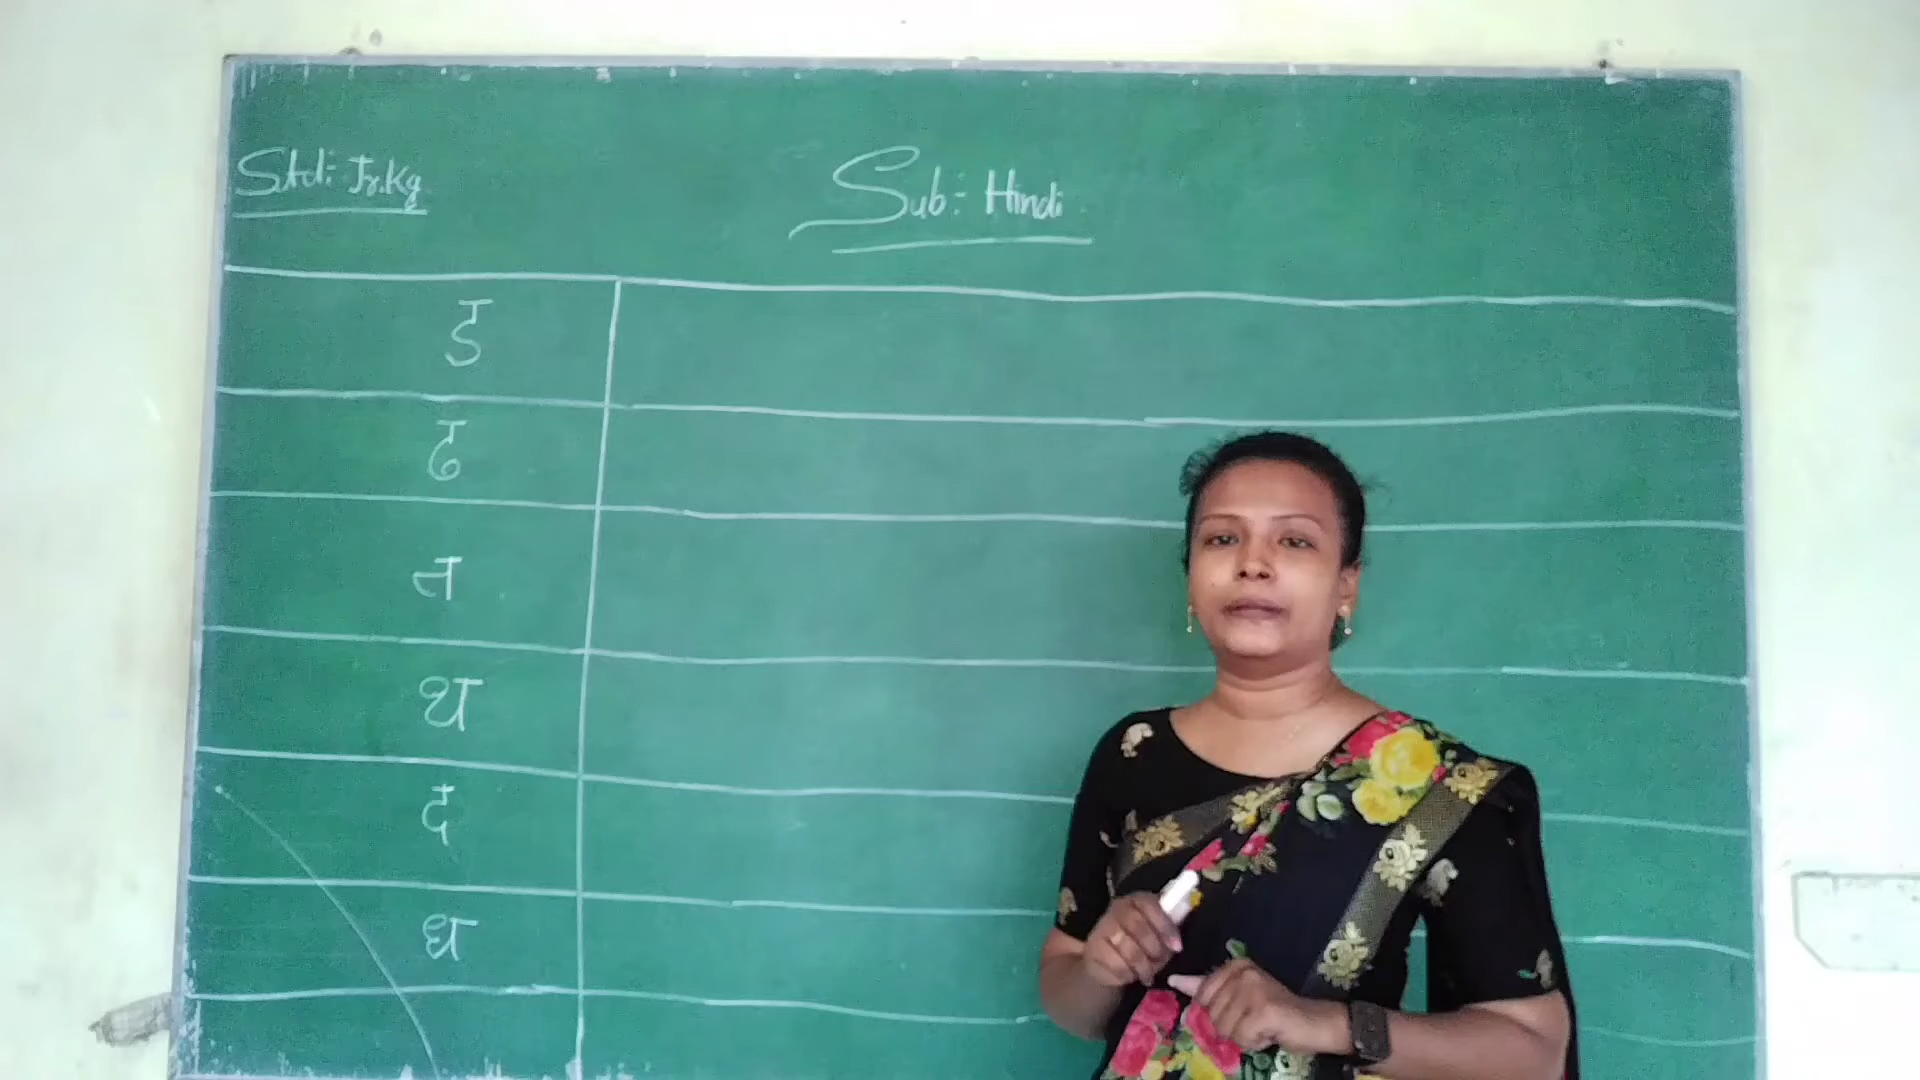 Std:- Jr.Kg
Sub:- Hindi
ड
ढ
त
थ
द
ध